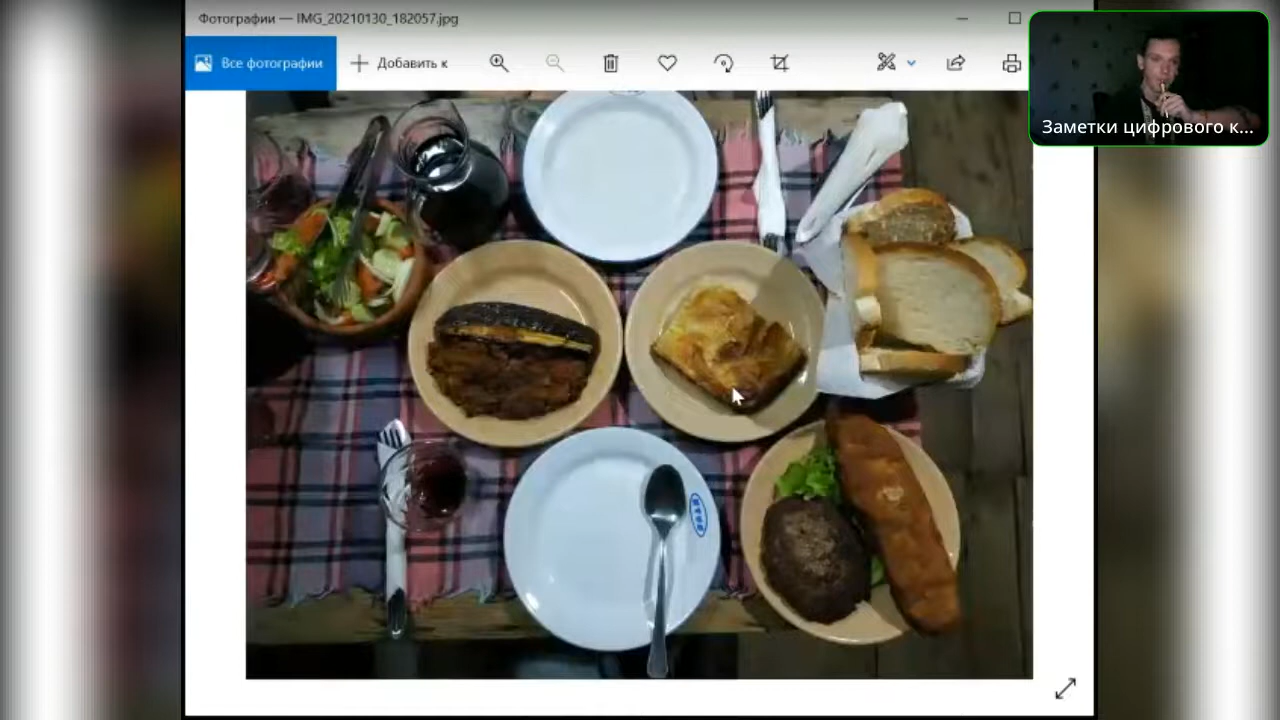 Фотографии — IMG_20210130_182057.jpg
Все фотографии
Добавить к
Заметки цифрового к...